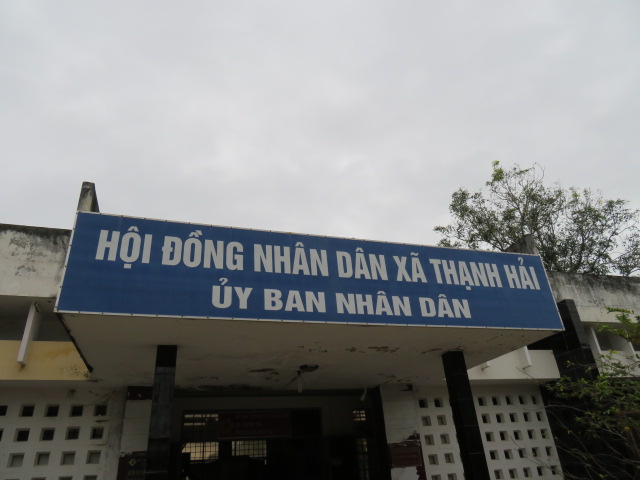 HỘI ĐỒNG NHÂN DÂN XÃ THẠNH HẢI
ỦY BAN NHÂN DÂN